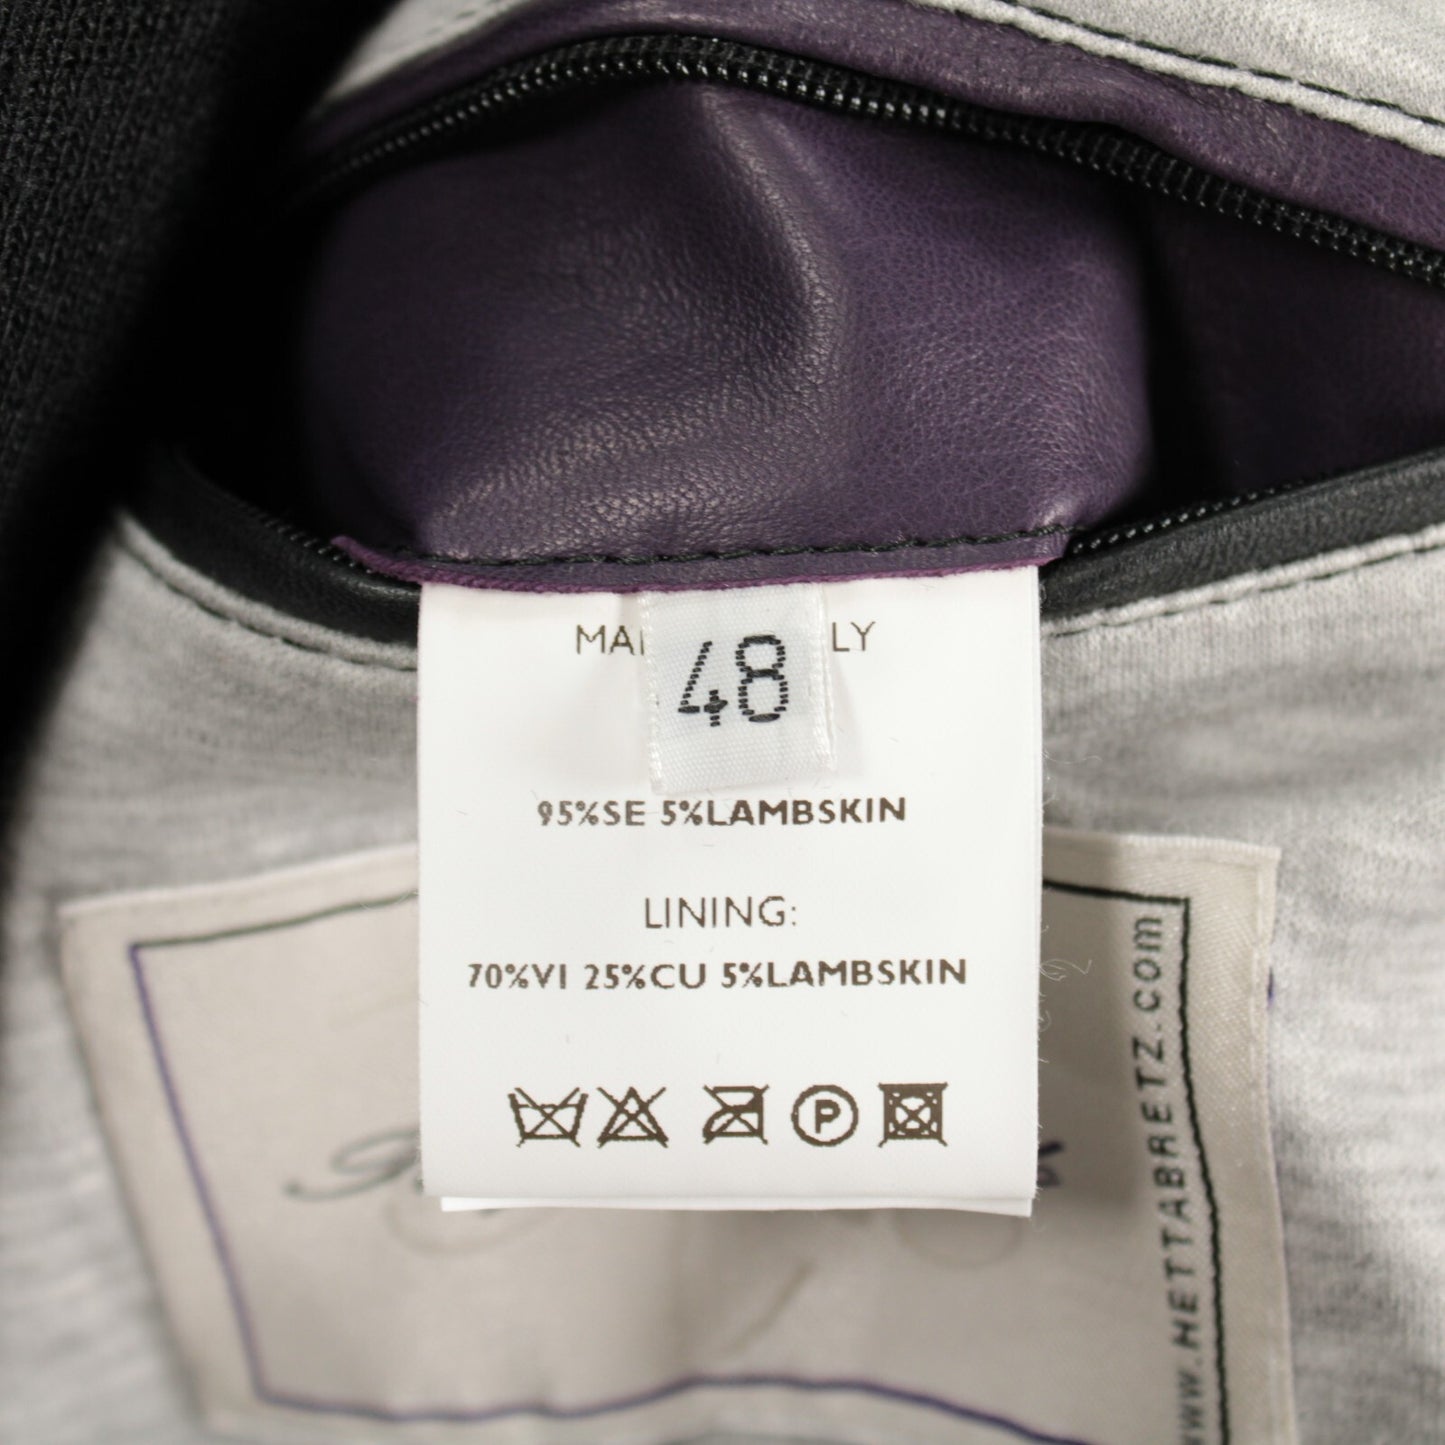 MA LY
48
95%SE 5%LAMBSKIN
LINING:
70%VI 25%CU 5%LAMBSKIN
P
www.HETTABRETZ.com